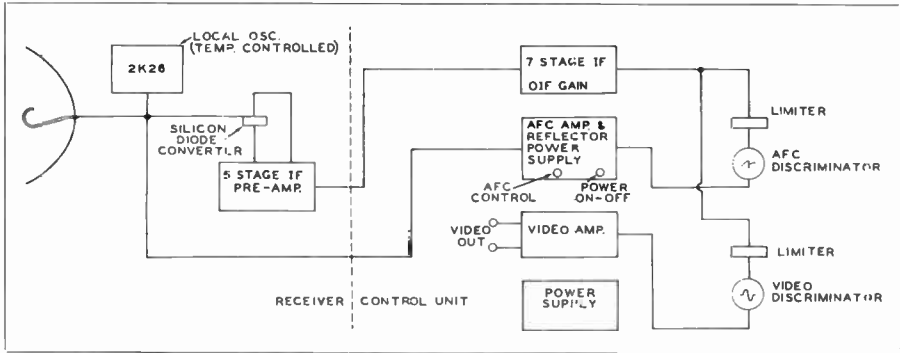 LOCAL OSC.
(TEMP. CONTROLLED)
2K26
SILICON
DIODE
CONVERTER
5 STAGE IF
PRE-AMP.
7 STAGE IF
OIF GAIN
AFC AMP. &
REFLECTOR
POWER
SUPPLY
AFC
CONTROL
POWER
ON-OFF
VIDEO
OUT
VIDEO AMP.
POWER
SUPPLY
RECEIVER
CONTROL UNIT
LIMITER
AFC
DISCRIMINATOR
LIMITER
VIDEO
DISCRIMINATOR